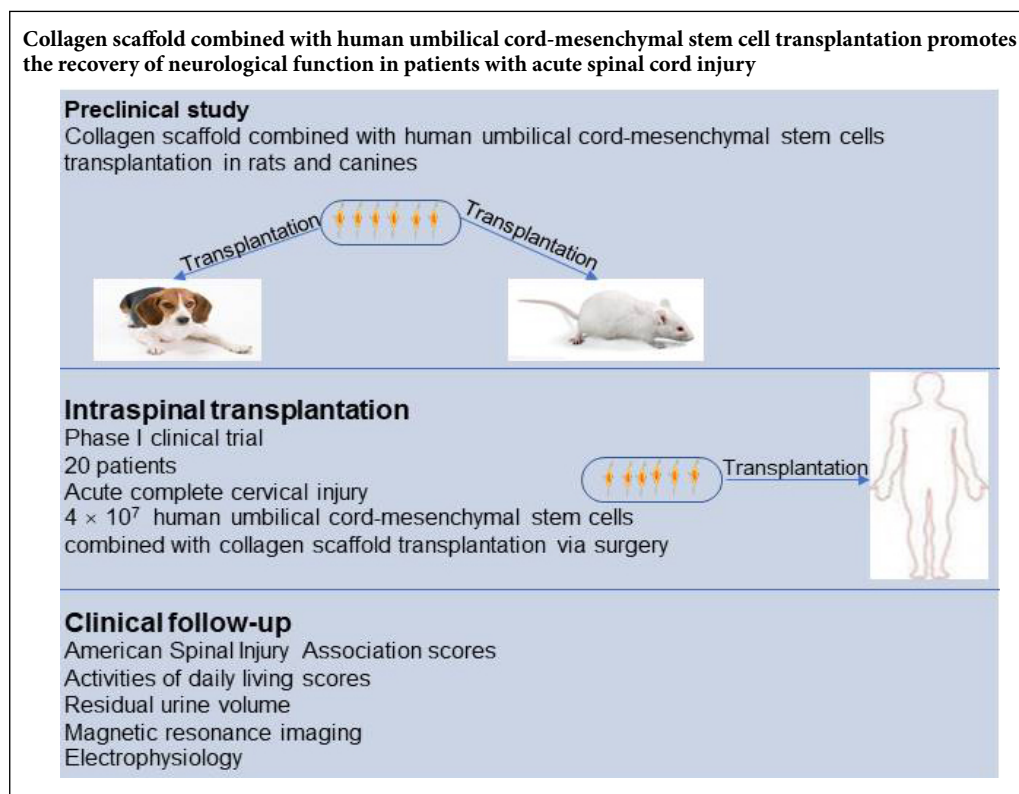 Collagen scaffold combined with human umbilical cord-mesenchymal stem cell transplantation promotes
the recovery of neurological function in patients with acute spinal cord injury
Preclinical study
Collagen scaffold combined with human umbilical cord-mesenchymal stem cells
transplantation in rats and canines
Transplantation
Transplantation
Intraspinal transplantation
Phase I clinical trial
20 patients
Acute complete cervical injury
4 × 10⁷ human umbilical cord-mesenchymal stem cells
combined with collagen scaffold transplantation via surgery
Transplantation
Clinical follow-up
American Spinal Injury Association scores
Activities of daily living scores
Residual urine volume
Magnetic resonance imaging
Electrophysiology